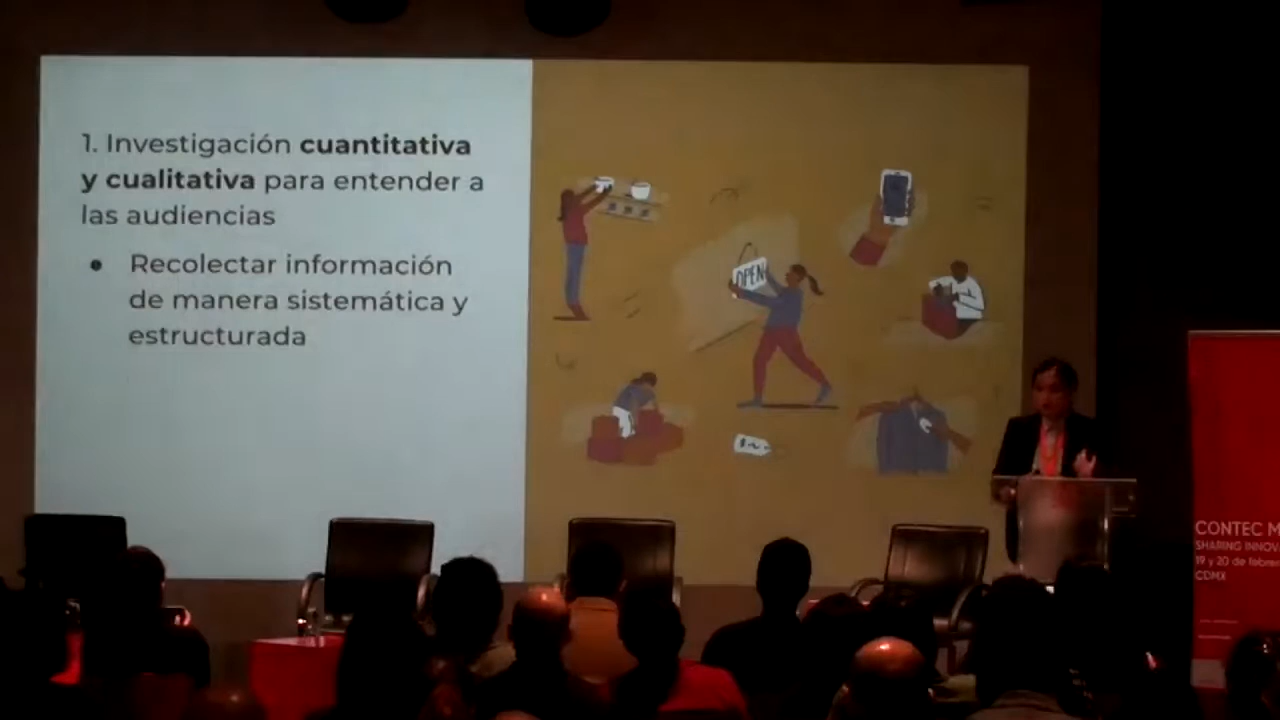 1. Investigación cuantitativa
y cualitativa para entender a
las audiencias
• Recolectar información
de manera sistemática y
estructurada
OPEN
CONTEC M
SHARING INNOV
19 y 20 de febre
CDMX